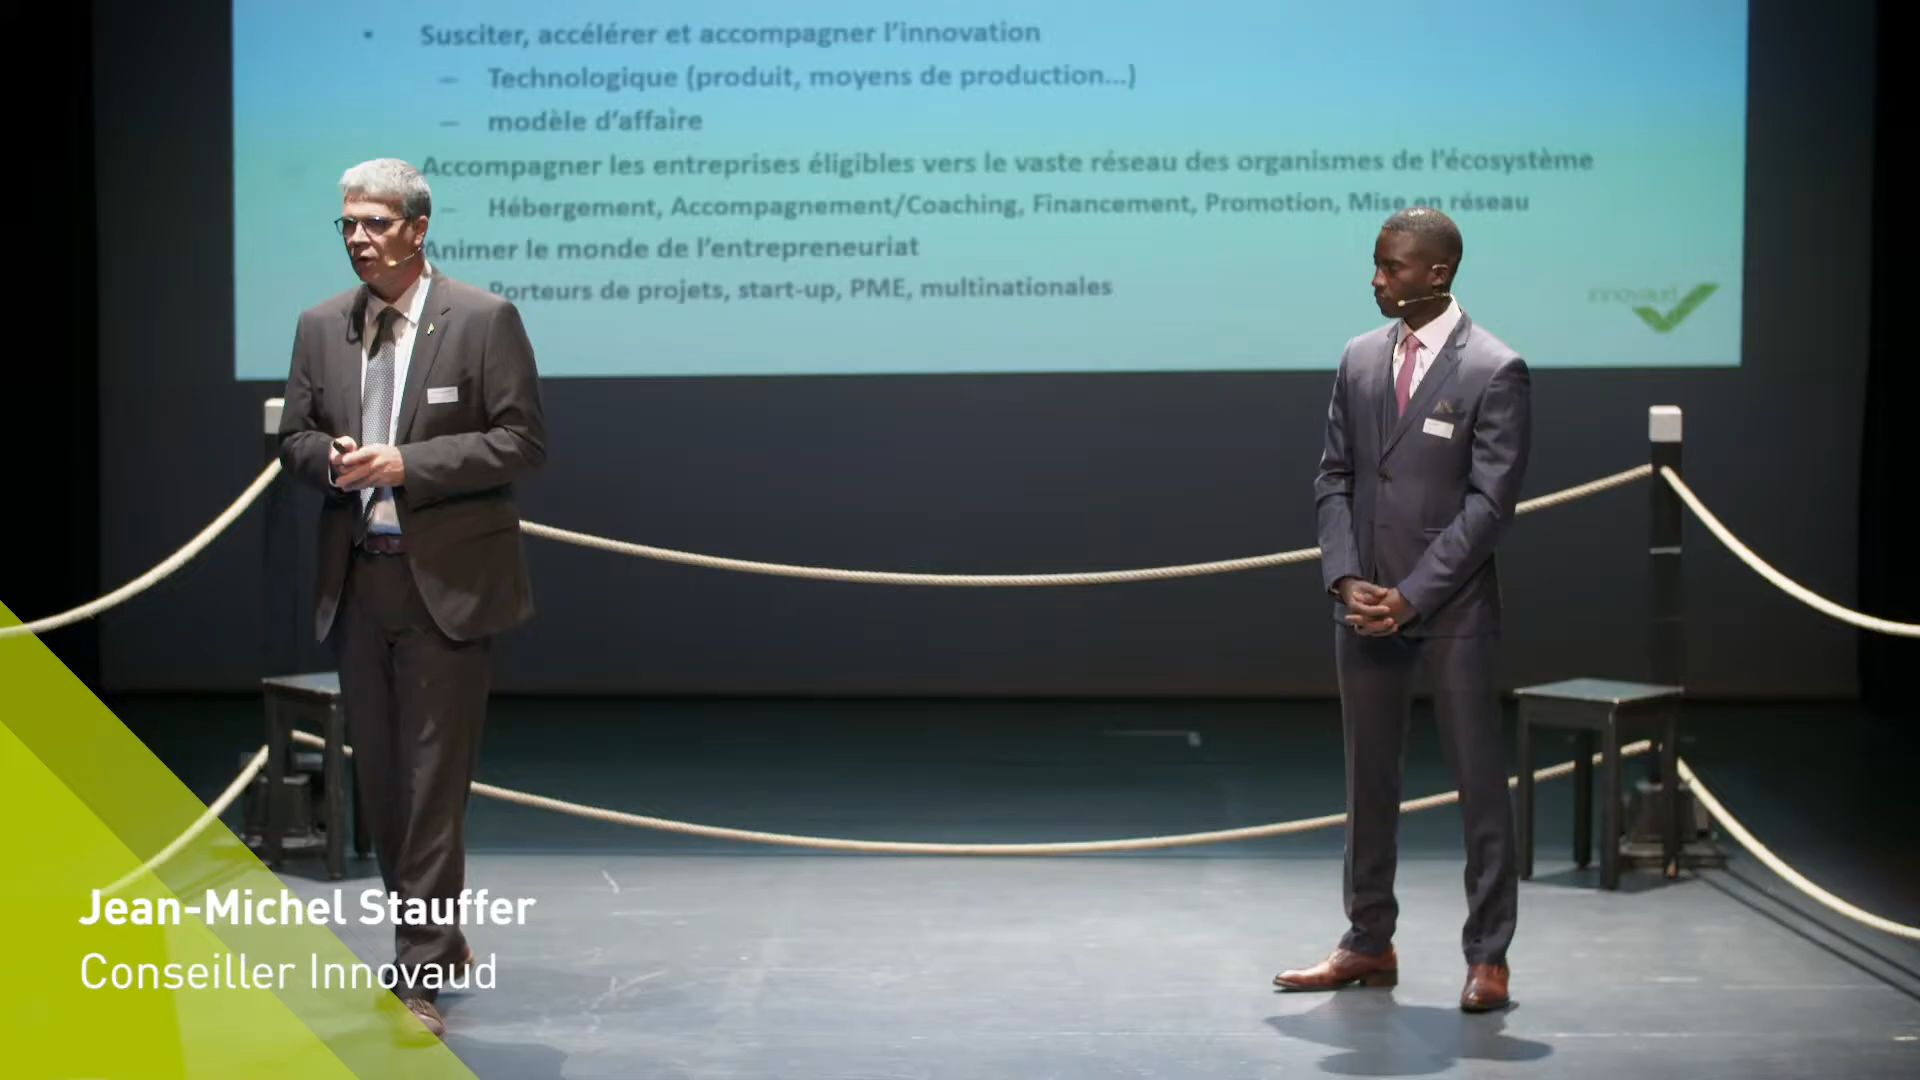 • Susciter, accélérer et accompagner l'innovation
– Technologique (produit, moyens de production...)
– modèle d'affaire
Accompagner les entreprises éligibles vers le vaste réseau des organismes de l'écosystème
– Hébergement, Accompagnement/Coaching, Financement, Promotion, Mise en réseau
Animer le monde de l'entrepreneuriat
Porteurs de projets, start-up, PME, multinationales
innovaud
Jean-Michel Stauffer
Conseiller Innovaud